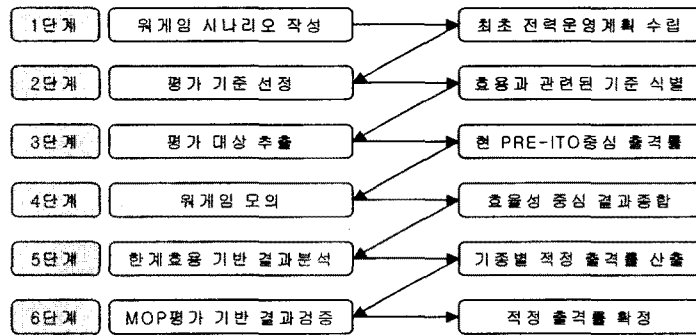 1단계 워게임 시나리오 작성 최초 전력운영계획 수립
2단계 평가 기준 선정 효용과 관련된 기준 식별
3단계 평가 대상 추출 현 PRE-ITO중심 출격률
4단계 워게임 모의 효율성 중심 결과종합
5단계 한계효용 기반 결과분석 기종별 적정 출격률 산출
6단계 MOP평가 기반 결과검증 적정 출격률 확정